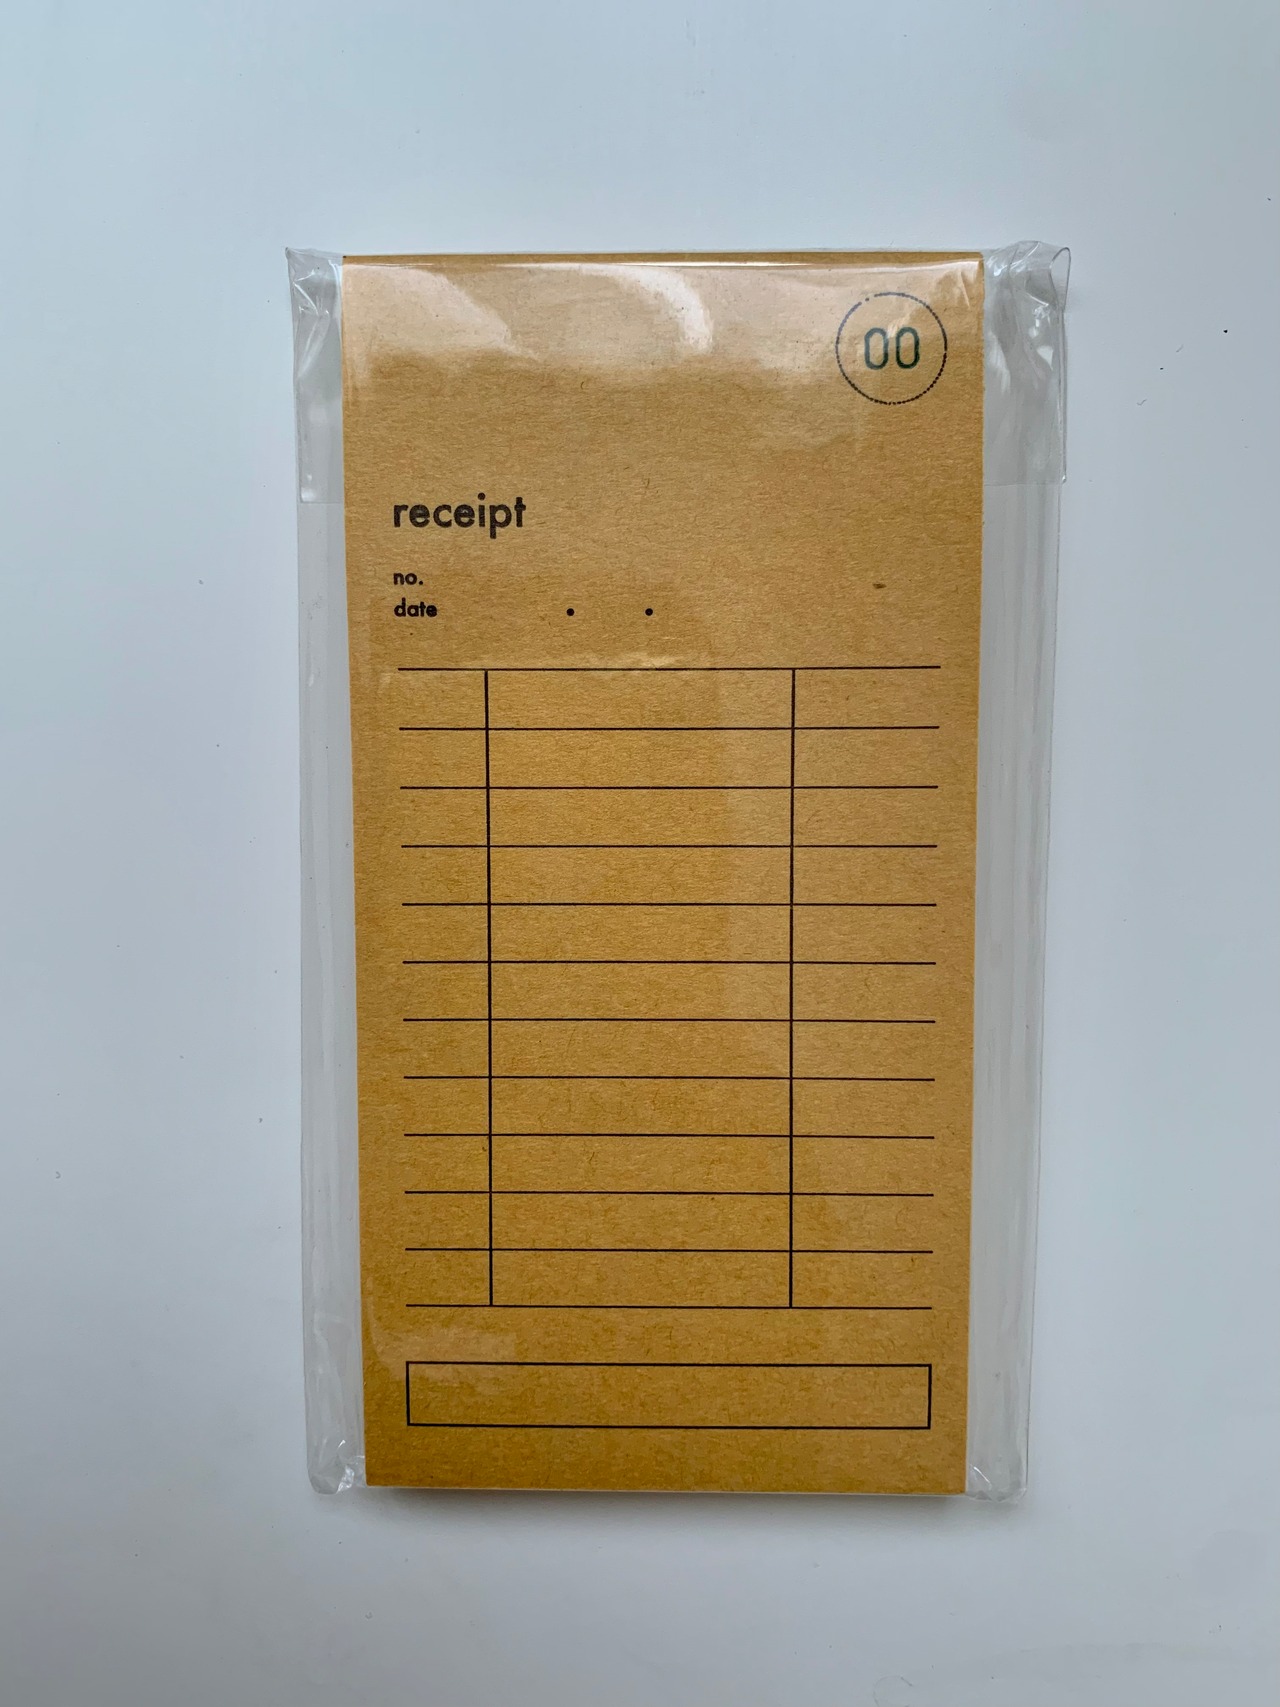 00
receipt
no.
date . .